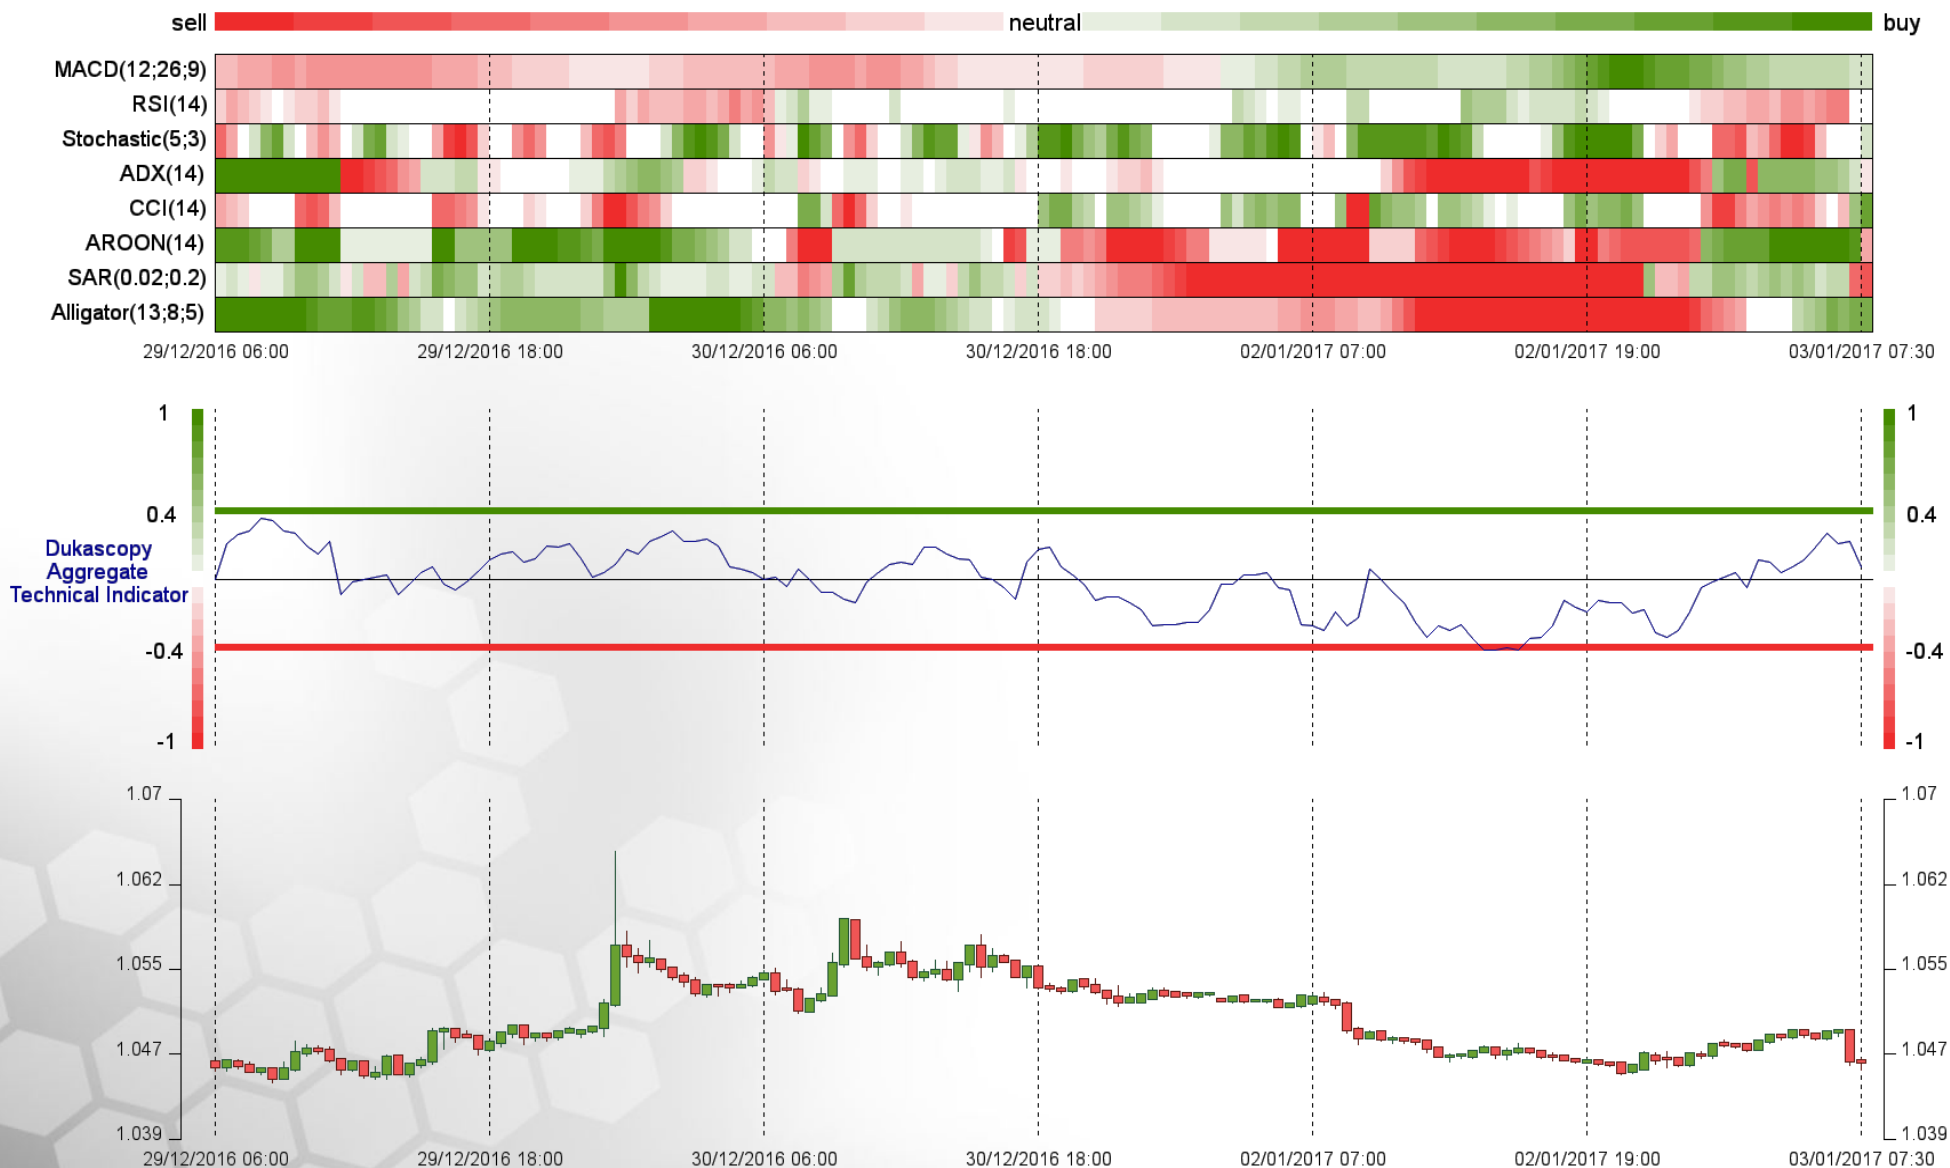 sell neutral buy
MACD(12;26;9)
RSI(14)
Stochastic(5;3)
ADX(14)
CCI(14)
AROON(14)
SAR(0.02;0.2)
Alligator(13;8;5)
29/12/2016 06:00 29/12/2016 18:00 30/12/2016 06:00 30/12/2016 18:00 02/01/2017 07:00 02/01/2017 19:00 03/01/2017 07:30
1 1
0.4 0.4
Dukascopy
Aggregate
Technical Indicator
-0.4 -0.4
-1 -1
1.07 1.07
1.062 1.062
1.055 1.055
1.047 1.047
1.039 1.039
29/12/2016 06:00 29/12/2016 18:00 30/12/2016 06:00 30/12/2016 18:00 02/01/2017 07:00 02/01/2017 19:00 03/01/2017 07:30